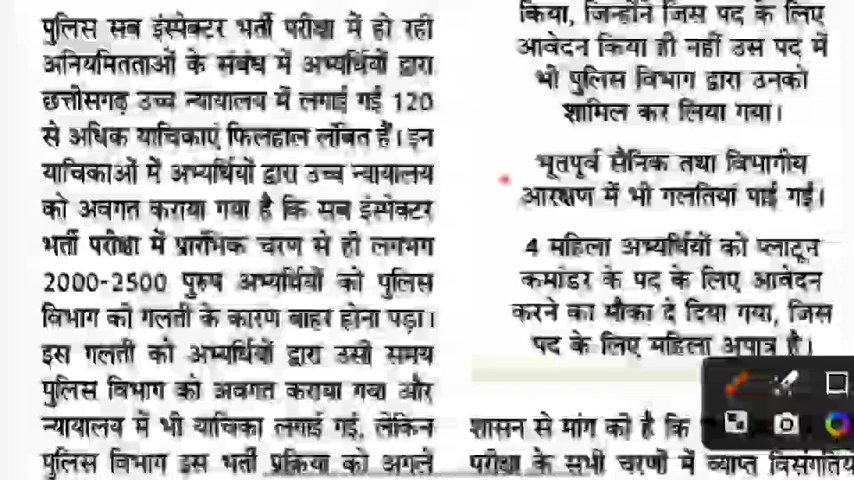 पुलिस सब इंस्पेक्टर भर्ती परीक्षा में हो रही
अनियमितताओं के संबंध में अभ्यर्थियों द्वारा
छत्तीसगढ़ उच्च न्यायालय में लगाई गई 120
से अधिक याचिकाएं फिलहाल लंबित हैं। इन
याचिकाओं में अभ्यर्थियों द्वारा उच्च न्यायालय
को अवगत कराया गया है कि सब इंस्पेक्टर
भर्ती परीक्षा में प्रारंभिक चरण से ही लगभग
2000-2500 पुरुष अभ्यर्थियों को पुलिस
विभाग की गलती के कारण बाहर होना पड़ा।
इस गलती को अभ्यर्थियों द्वारा उसी समय
पुलिस विभाग को अवगत कराया गया और
न्यायालय में भी याचिका लगाई गई, लेकिन
पुलिस विभाग इस भर्ती प्रक्रिया को अगले
किया, जिन्होंने जिस पद के लिए
आवेदन किया ही नहीं उस पद में
भी पुलिस विभाग द्वारा उनको
शामिल कर लिया गया।
भूतपूर्व सैनिक तथा विभागीय
आरक्षण में भी गलतियां पाई गईं।
4 महिला अभ्यर्थियों को प्लाटून
कमांडर के पद के लिए आवेदन
करने का मौका दे दिया गया, जिस
पद के लिए महिला अपात्र है।
शासन से मांग की है कि
परीक्षा के सभी चरणों में व्याप्त